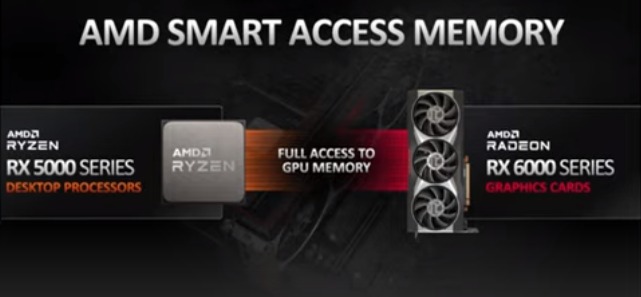 AMD SMART ACCESS MEMORY
AMD
RYZEN
RX 5000 SERIES
DESKTOP PROCESSORS
AMD
RYZEN
FULL ACCESS TO
GPU MEMORY
AMD
RADEON
RX 6000 SERIES
GRAPHICS CARDS